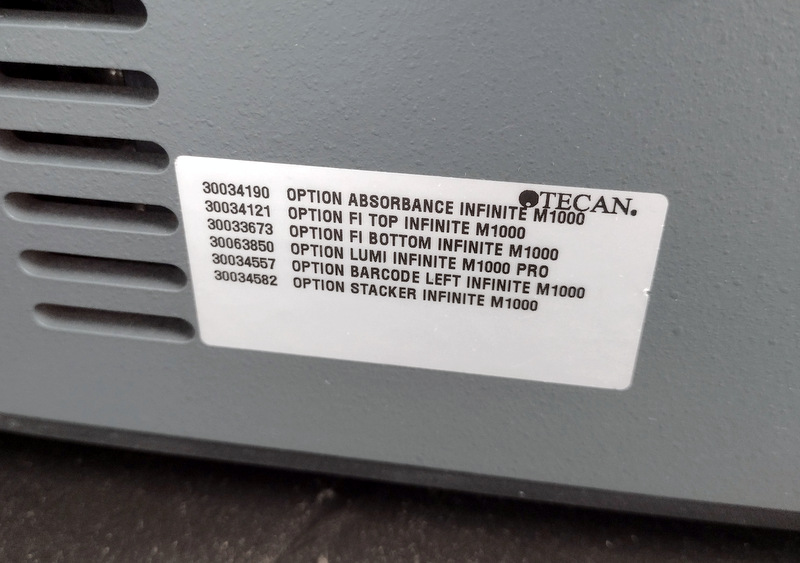 TECAN.
30034190 OPTION ABSORBANCE INFINITE M1000
30034121 OPTION FI TOP INFINITE M1000
30033673 OPTION FI BOTTOM INFINITE M1000
30063850 OPTION LUMI INFINITE M1000 PRO
30034557 OPTION BARCODE LEFT INFINITE M1000
30034582 OPTION STACKER INFINITE M1000